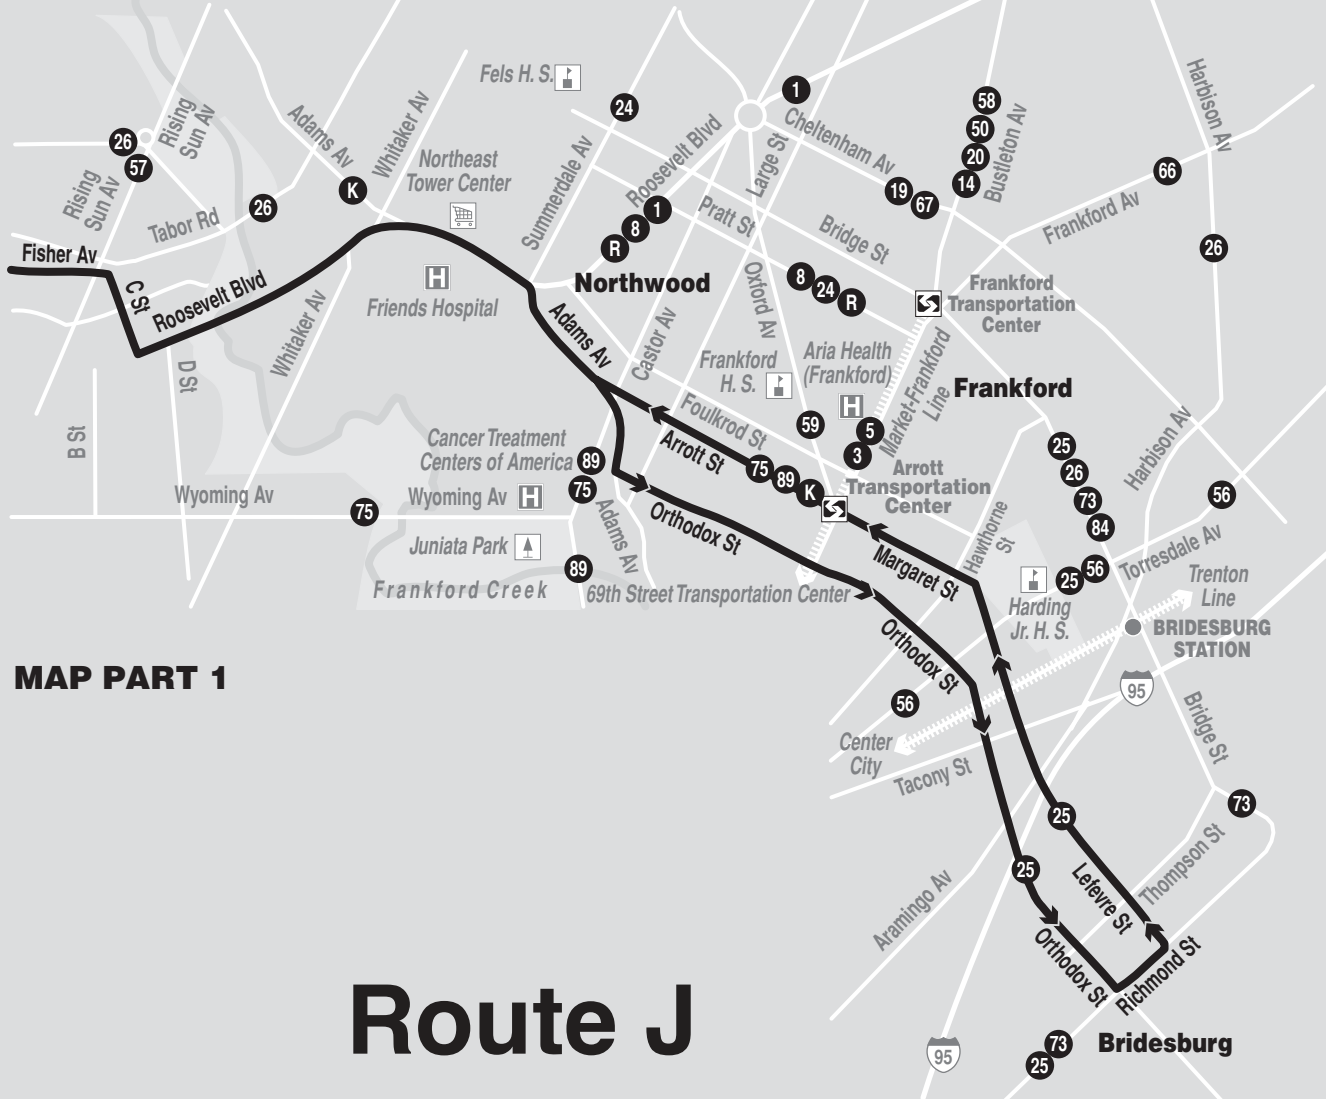 Fels H. S.
24
1
58
50
20
14
Bustleton Av
Harbison Av
Rising
Sun Av
26
57
Adams Av
Whitaker Av
Northeast
Tower Center
K
Summerdale Av
Roosevelt Blvd
Large St
Cheltenham Av
19
67
66
Rising
Sun Av
Tabor Rd
26
1
8
R
Pratt St
Bridge St
Frankford Av
26
Fisher Av
C St
Roosevelt Blvd
Friends Hospital
H
Northwood
Oxford Av
8
24
R
Frankford
Transportation
Center
Whitaker Av
Adams Av
Castor Av
Frankford
H. S.
Aria Health
(Frankford)
H
Market-Frankford
Line
Frankford
D St
B St
Foulkrod St
59
5
3
Harbison Av
Cancer Treatment
Centers of America
89
Arrott St
75
89
K
Arrott
Transportation
Center
25
26
73
84
Wyoming Av
75
Wyoming Av
H
75
Adams Av
Orthodox St
Hawthorne
St
56
Juniata Park
89
Margaret St
Torresdale Av
25
56
Trenton
Line
Frankford Creek
69th Street Transportation Center
Harding
Jr. H. S.
BRIDESBURG
STATION
Orthodox St
MAP PART 1
95
56
Center
City
Tacony St
Bridge St
73
25
25
Lefevre St
Thompson St
Aramingo Av
Orthodox St
Richmond St
Route J
95
73
25
Bridesburg